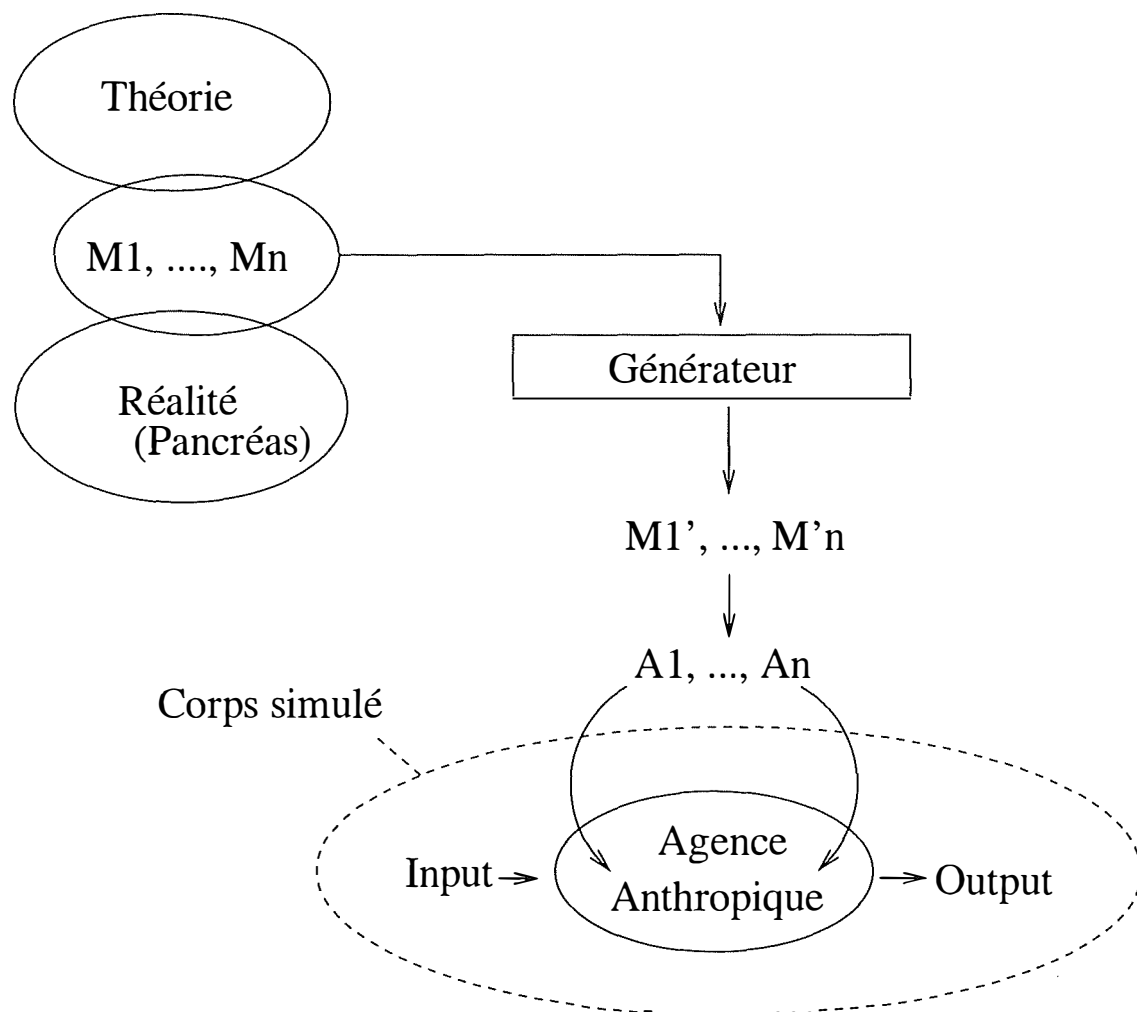 Théorie
M1, ...., Mn
Réalité
(Pancréas)
Générateur
M1’, ..., M’n
A1, ..., An
Corps simulé
Agence
Input
Anthropique
Output